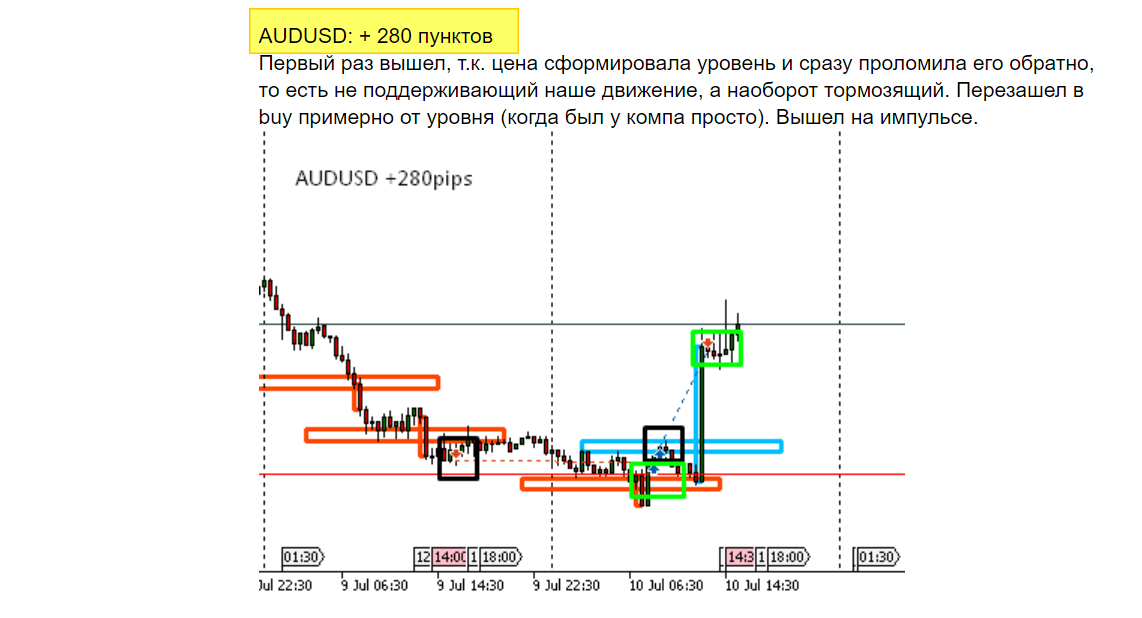 AUDUSD: + 280 пунктов
Первый раз вышел, т.к. цена сформировала уровень и сразу проломила его обратно,
то есть не поддерживающий наше движение, а наоборот тормозящий. Перезашел в
buy примерно от уровня (когда был у компа просто). Вышел на импульсе.
AUDUSD +280pips
01:30 12 14:00 1 18:00 14:3 1 18:00 01:30
Jul 22:30 9 Jul 06:30 9 Jul 14:30 9 Jul 22:30 10 Jul 06:30 10 Jul 14:30